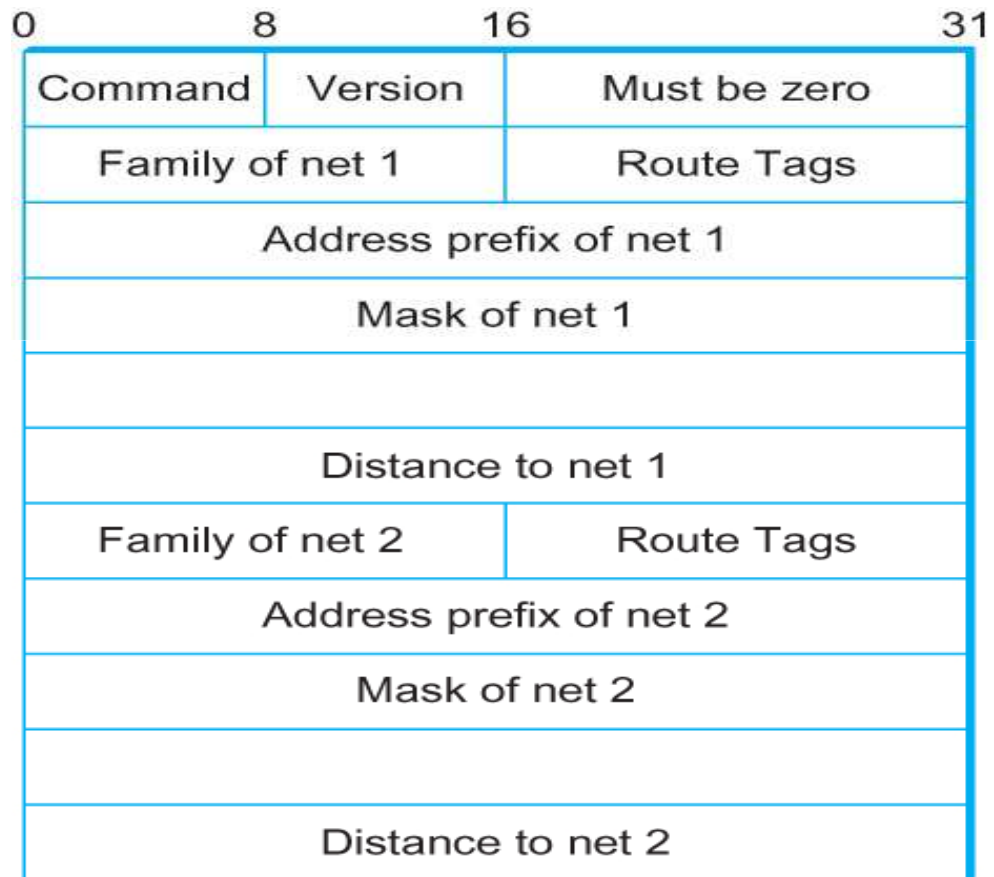 0 8 16 31
Command Version Must be zero
Family of net 1 Route Tags
Address prefix of net 1
Mask of net 1
Distance to net 1
Family of net 2 Route Tags
Address prefix of net 2
Mask of net 2
Distance to net 2